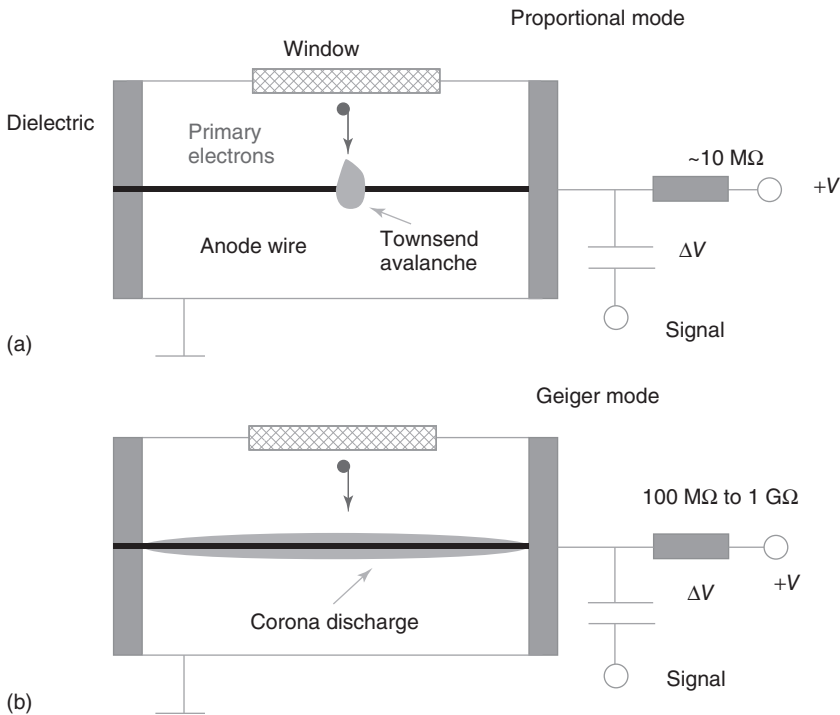 Proportional mode
Window
Dielectric
Primary
electrons
~10 MΩ
+V
Anode wire
Townsend
avalanche
ΔV
Signal
(a)
Geiger mode
100 MΩ to 1 GΩ
ΔV
+V
Corona discharge
Signal
(b)